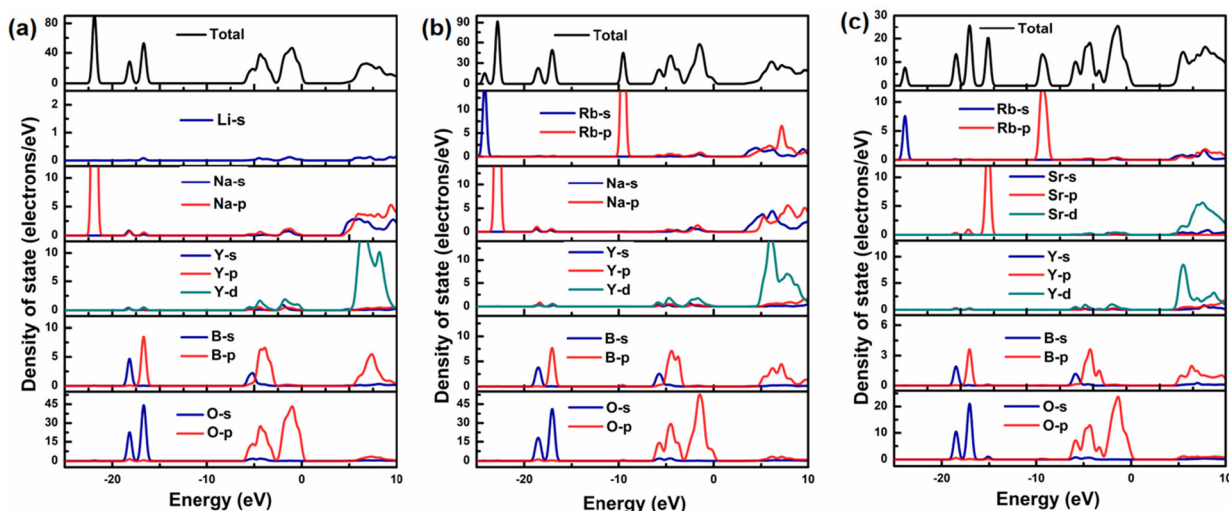 (a)
Density of state (electrons/eV)
80
40
0
Total
2
1
0
Li-s
10
5
0
Na-s
Na-p
10
5
0
Y-s
Y-p
Y-d
10
5
0
B-s
B-p
45
30
15
0
O-s
O-p
-20 -10 0 10
Energy (eV)
(b)
Density of state (electrons/eV)
90
60
30
0
Total
10
5
0
Rb-s
Rb-p
10
5
0
Na-s
Na-p
10
5
0
Y-s
Y-p
Y-d
10
5
0
B-s
B-p
45
30
15
0
O-s
O-p
-20 -10 0 10
Energy (eV)
(c)
Density of state (electrons/eV)
30
20
10
0
Total
10
5
0
Rb-s
Rb-p
10
5
0
Sr-s
Sr-p
Sr-d
10
5
0
Y-s
Y-p
Y-d
6
3
0
B-s
B-p
20
10
0
O-s
O-p
-20 -10 0 10
Energy (eV)